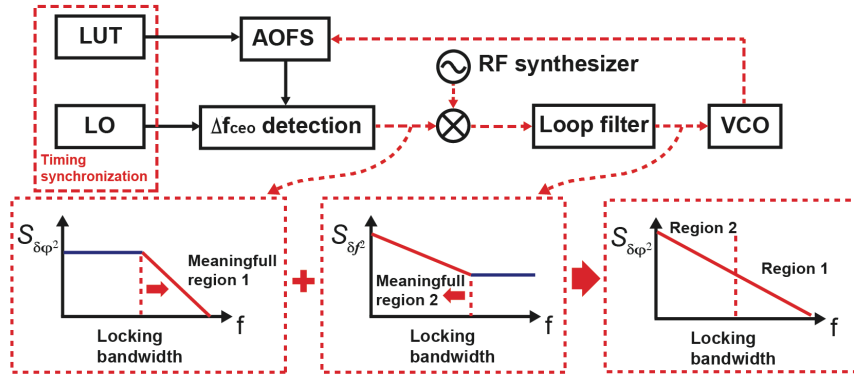 LUT
AOFS
RF synthesizer
LO
Δfceo detection
Loop filter
VCO
Timing
synchronization
Sδφ²
Meaningfull
region 1
f
Locking
bandwidth
Sδf²
Meaningfull
region 2
f
Locking
bandwidth
Sδφ²
Region 2
Region 1
f
Locking
bandwidth